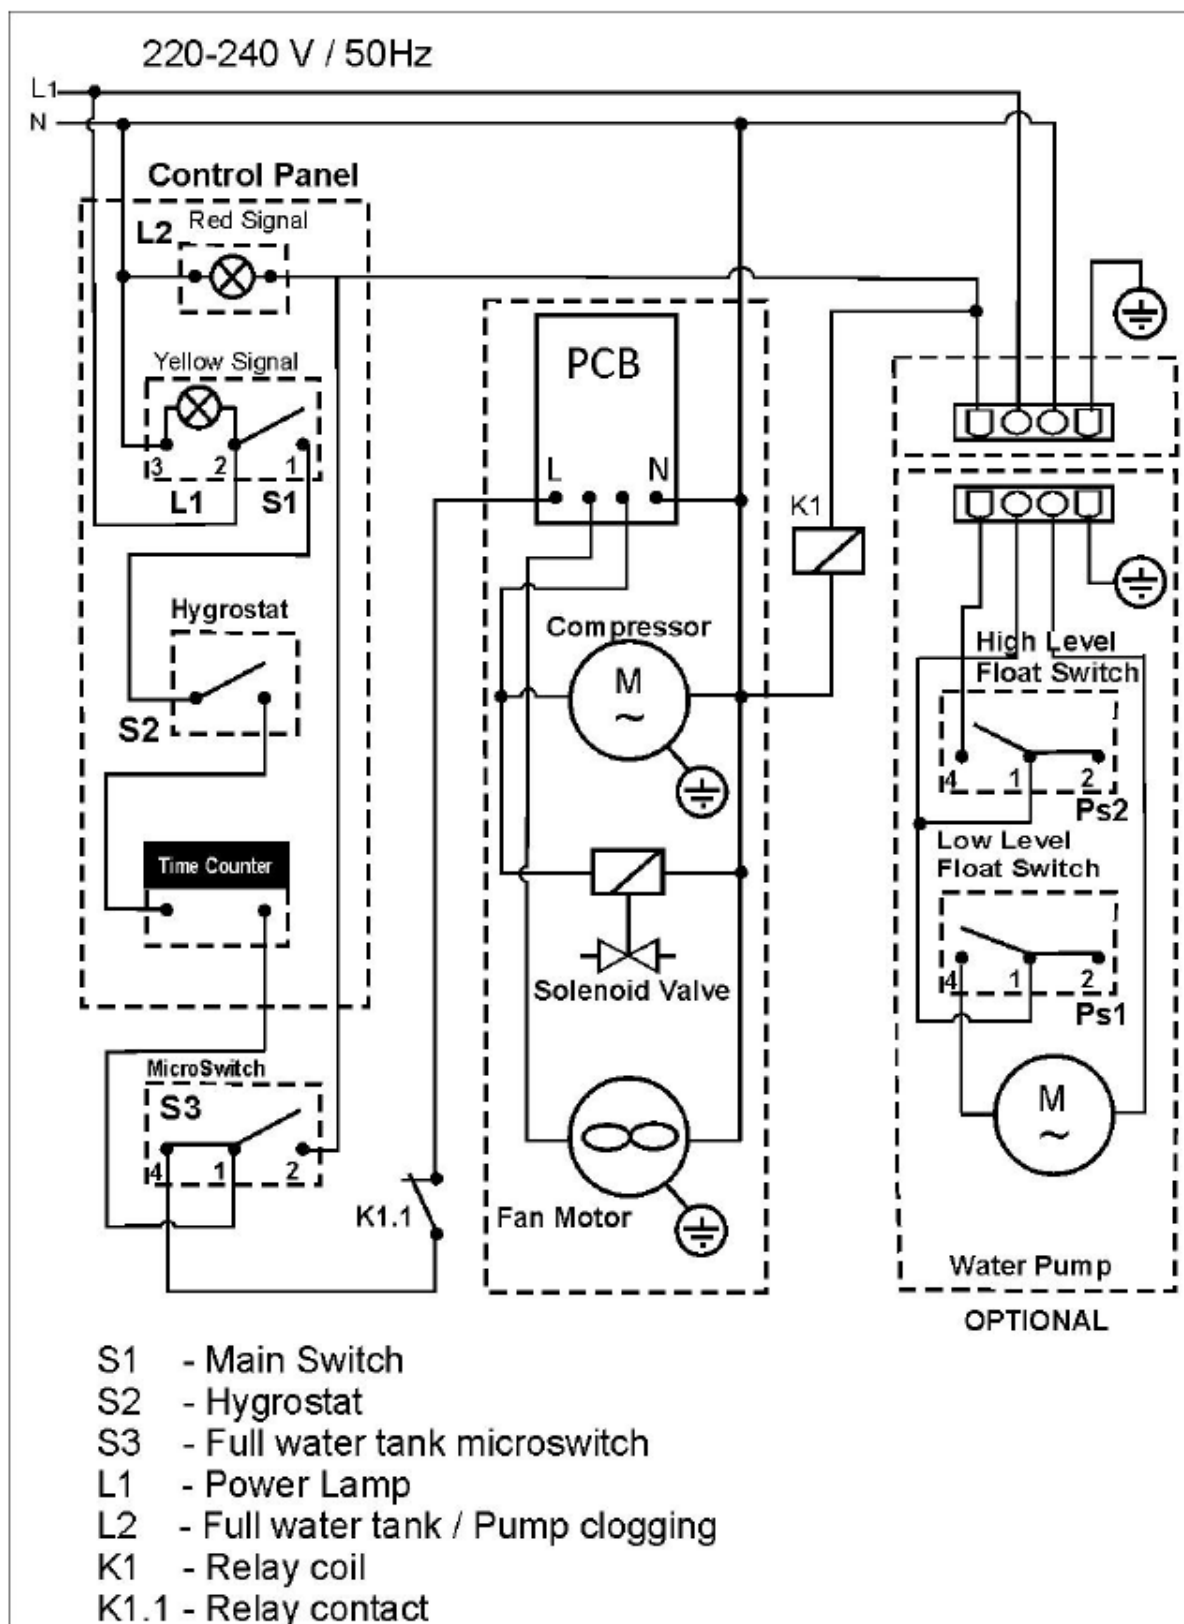 220-240 V / 50Hz
L1
N
Control Panel
Red Signal
L2
Yellow Signal
3 2 1
L1 S1
Hygrostat
S2
Time Counter
MicroSwitch
S3
4 1 2
K1.1
PCB
L N
Compressor
M
~
Solenoid Valve
Fan Motor
K1
High Level
Float Switch
4 1 2
Ps2
Low Level
Float Switch
4 1 2
Ps1
M
~
Water Pump
OPTIONAL
S1 - Main Switch
S2 - Hygrostat
S3 - Full water tank microswitch
L1 - Power Lamp
L2 - Full water tank / Pump clogging
K1 - Relay coil
K1.1 - Relay contact